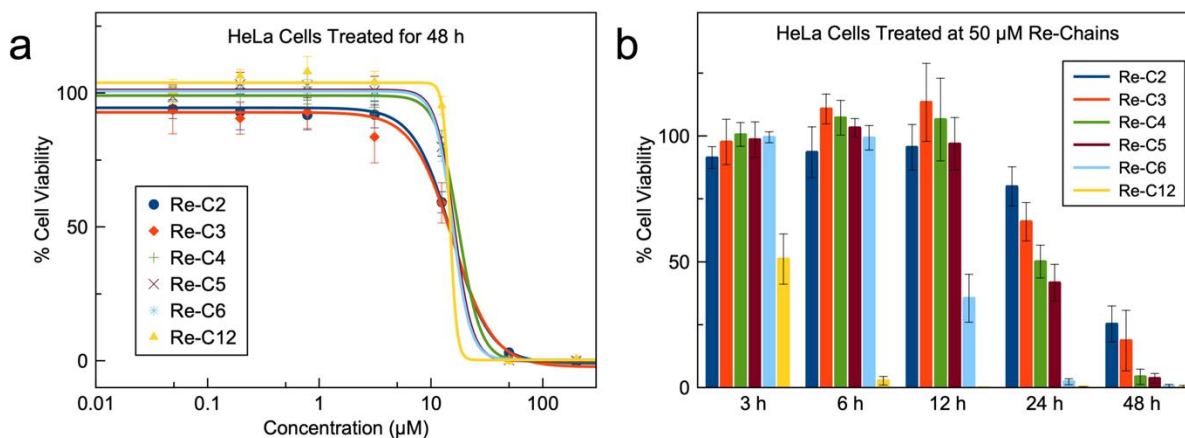 a
HeLa Cells Treated for 48 h
% Cell Viability
100
50
0
Re-C2
Re-C3
Re-C4
Re-C5
Re-C6
Re-C12
0.01
0.1
1
10
100
Concentration (µM)
b
HeLa Cells Treated at 50 µM Re-Chains
% Cell Viability
100
50
0
Re-C2
Re-C3
Re-C4
Re-C5
Re-C6
Re-C12
3 h
6 h
12 h
24 h
48 h